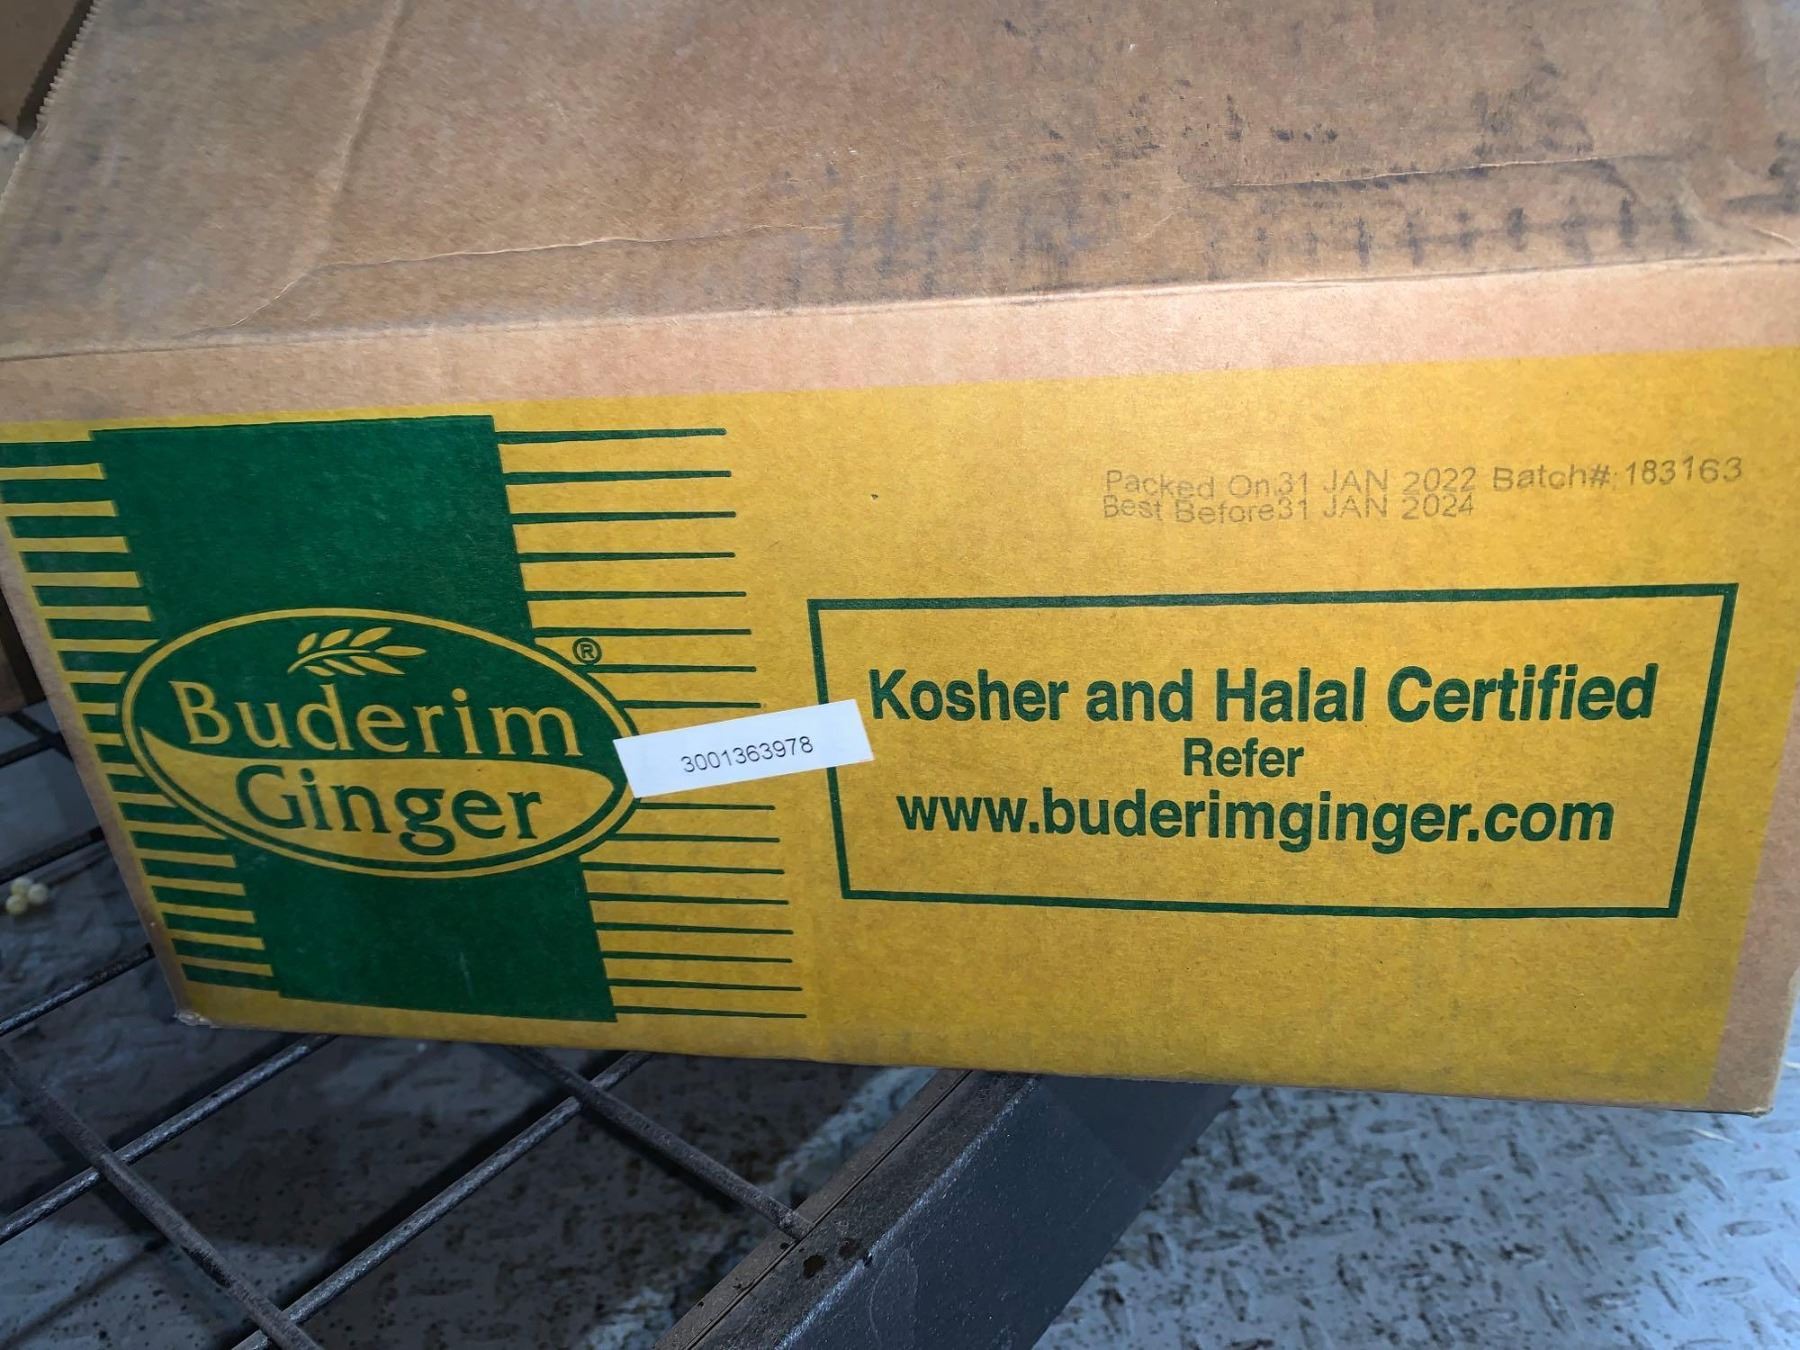 Packed On31 JAN 2022 Batch#:183163
Best Before31 JAN 2024
Buderim
Ginger
®
3001363978
Kosher and Halal Certified
Refer
www.buderimginger.com